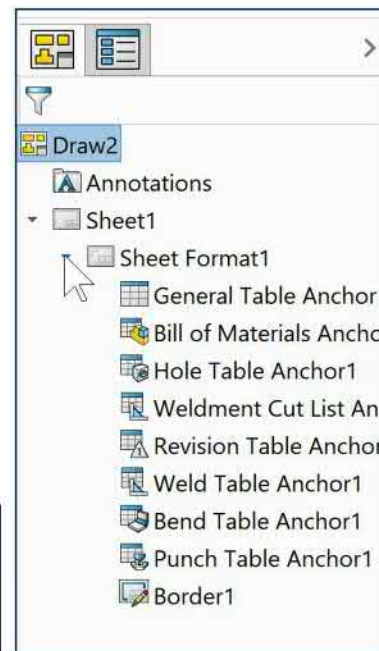 Draw2
Annotations
Sheet1
Sheet Format1
General Table Anchor
Bill of Materials Ancho
Hole Table Anchor1
Weldment Cut List An
Revision Table Anchor
Weld Table Anchor1
Bend Table Anchor1
Punch Table Anchor1
Border1